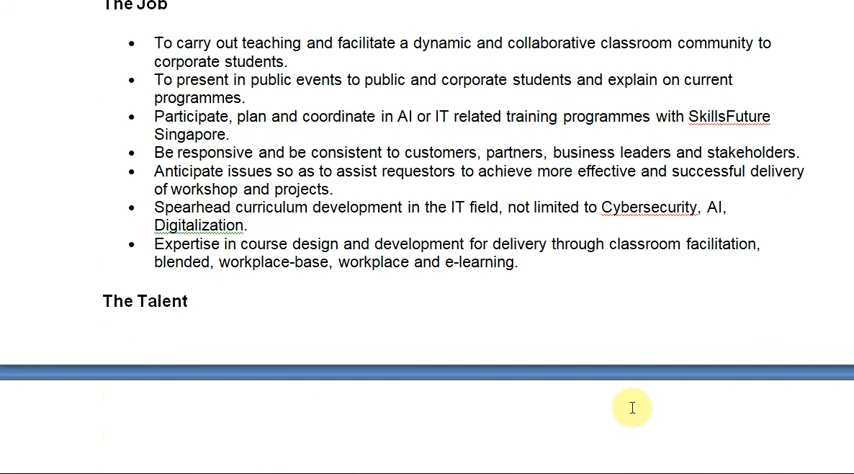 The Job
• To carry out teaching and facilitate a dynamic and collaborative classroom community to
corporate students.
• To present in public events to public and corporate students and explain on current
programmes.
• Participate, plan and coordinate in AI or IT related training programmes with SkillsFuture
Singapore.
• Be responsive and be consistent to customers, partners, business leaders and stakeholders.
• Anticipate issues so as to assist requestors to achieve more effective and successful delivery
of workshop and projects.
• Spearhead curriculum development in the IT field, not limited to Cybersecurity, AI,
Digitalization.
• Expertise in course design and development for delivery through classroom facilitation,
blended, workplace-base, workplace and e-learning.
The Talent